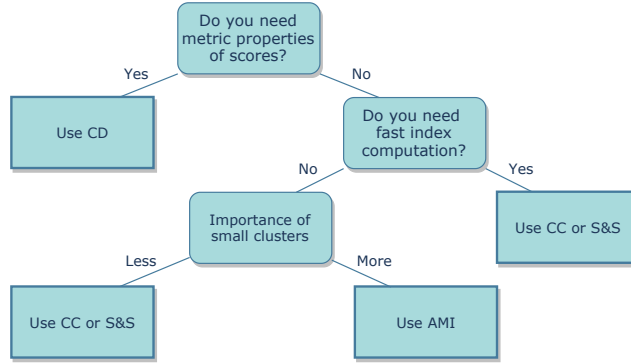 Do you need
metric properties
of scores?
Yes
No
Use CD
Do you need
fast index
computation?
No
Yes
Importance of
small clusters
Use CC or S&S
Less
More
Use CC or S&S
Use AMI